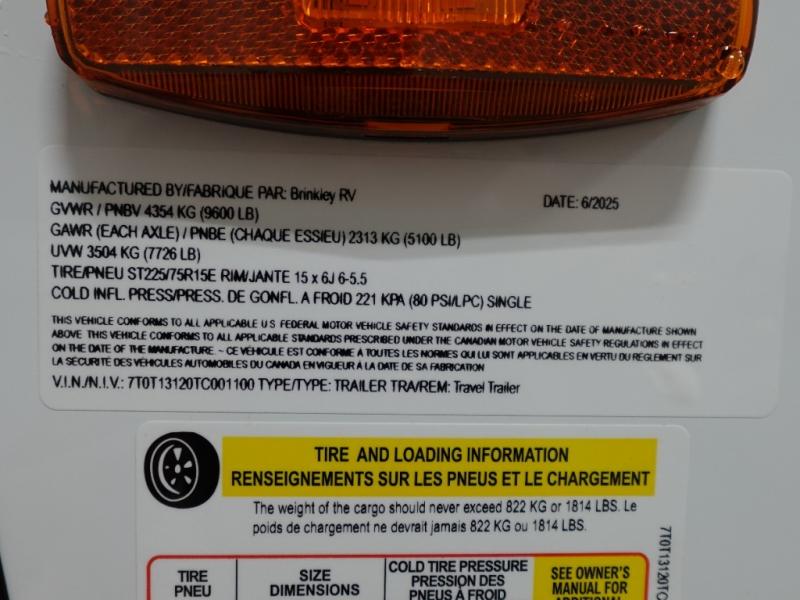 MANUFACTURED BY/FABRIQUE PAR: Brinkley RV
DATE: 6/2025
GVWR / PNBV 4354 KG (9600 LB)
GAWR (EACH AXLE) / PNBE (CHAQUE ESSIEU) 2313 KG (5100 LB)
UVW 3504 KG (7726 LB)
TIRE/PNEU ST225/75R15E RIM/JANTE 15 x 6J 6-5.5
COLD INFL. PRESS/PRESS. DE GONFL. A FROID 221 KPA (80 PSI/LPC) SINGLE
THIS VEHICLE CONFORMS TO ALL APPLICABLE U S FEDERAL MOTOR VEHICLE SAFETY STANDARDS IN EFFECT ON THE DATE OF MANUFACTURE SHOWN
ABOVE THIS VEHICLE CONFORMS TO ALL APPLICABLE STANDARDS PRESCRIBED UNDER THE CANADIAN MOTOR VEHICLE SAFETY REGULATIONS IN EFFECT
ON THE DATE OF THE MANUFACTURE. ~ CE VÉHICULE EST CONFORME À TOUTES LES NORMES QUI LUI SONT APPLICABLES EN VERTU DU RÈGLEMENT SUR
LA SÉCURITÉ DES VÉHICULES AUTOMOBILES DU CANADA EN VIGUEUR À LA DATE DE SA FABRICATION
V.I.N./N.I.V.: 7T0T13120TC001100 TYPE/TYPE: TRAILER TRA/REM: Travel Trailer
TIRE AND LOADING INFORMATION
RENSEIGNEMENTS SUR LES PNEUS ET LE CHARGEMENT
The weight of the cargo should never exceed 822 KG or 1814 LBS. Le
poids de chargement ne devrait jamais 822 KG ou 1814 LBS.
TIRE
PNEU
SIZE
DIMENSIONS
COLD TIRE PRESSURE
PRESSION DES
PNEUS À FROID
SEE OWNER'S
MANUAL FOR
ADDITIONAL
7T0T13120TC